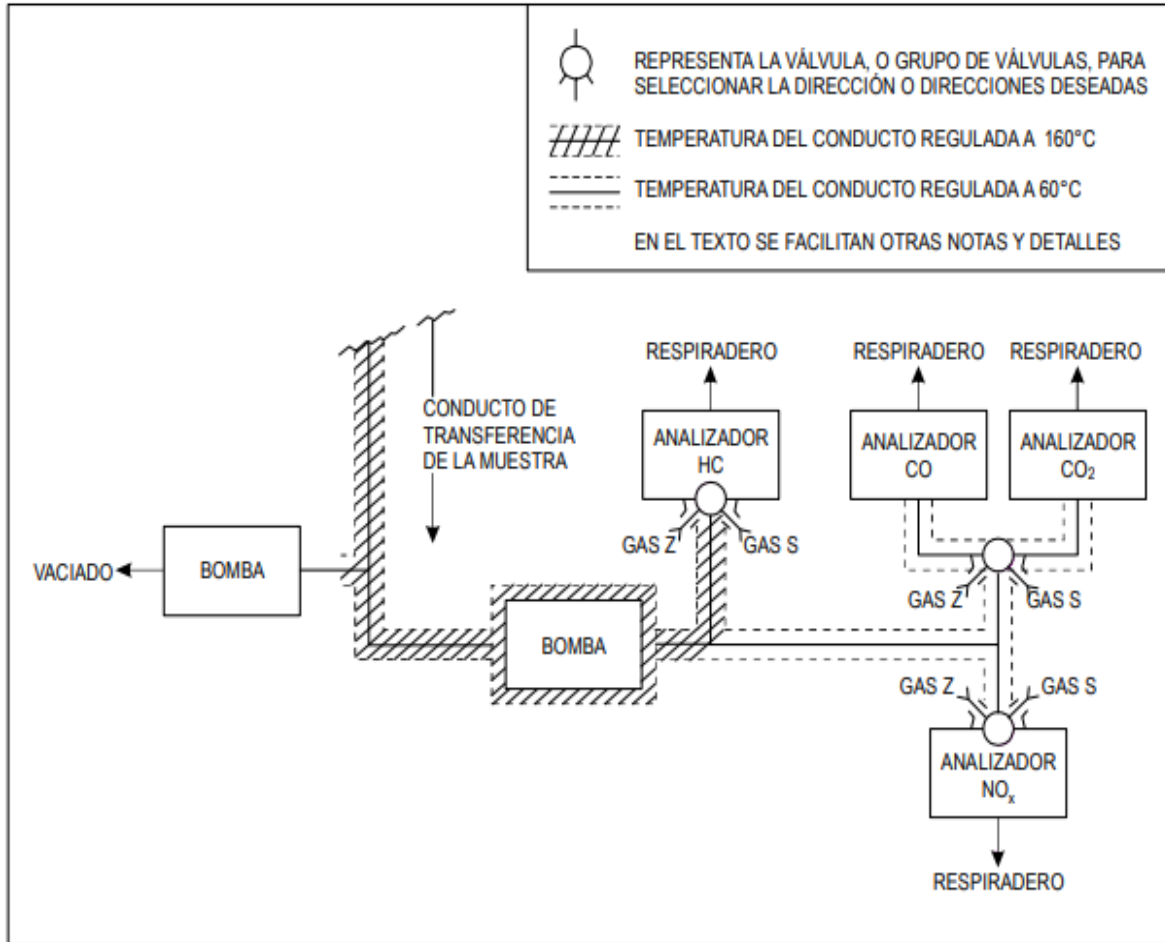 REPRESENTA LA VÁLVULA, O GRUPO DE VÁLVULAS, PARA
SELECCIONAR LA DIRECCIÓN O DIRECCIONES DESEADAS
TEMPERATURA DEL CONDUCTO REGULADA A 160°C
TEMPERATURA DEL CONDUCTO REGULADA A 60°C
EN EL TEXTO SE FACILITAN OTRAS NOTAS Y DETALLES
RESPIRADERO
RESPIRADERO
RESPIRADERO
CONDUCTO DE
TRANSFERENCIA
DE LA MUESTRA
ANALIZADOR
HC
ANALIZADOR
CO
ANALIZADOR
CO₂
GAS Z
GAS S
VACIADO
BOMBA
GAS Z
GAS S
BOMBA
GAS Z
GAS S
ANALIZADOR
NOₓ
RESPIRADERO